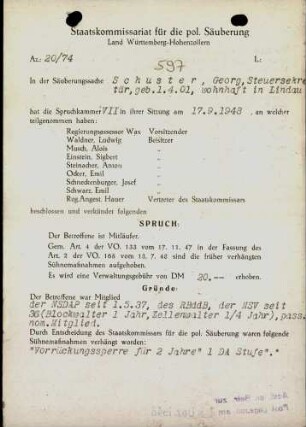 Staatskommissariat für die pol. Säuberung
Land Württemberg-Hohenzollern
Az: 20/74
L:
597
In der Säuberungssache Schuster, Georg, Steuersekre
tär, geb. 1.4.01, wohnhaft in Lindau
hat die Spruchkammer VII in ihrer Sitzung am 17.9.1948, an welcher
teilgenommen haben:
Regierungsassessor Wax Vorsitzender
Waldner, Ludwig Beisitzer
Musch, Alois "
Einstein, Sigbert "
Steinacher, Anton "
Oderr, Emil "
Schneckenburger, Josef "
Schwarz, Emil "
Reg.Angest. Hauer Vertreter des Staatskommissars
beschlossen und verkündet folgenden
SPRUCH:
Der Betroffene ist Mitläufer.
Gem. Art. 4 der VO. 133 vom 17. 11. 47 in der Fassung des
Art. 2 der VO. 165 vom 13. 7. 48 sind die früher verhängten
Sühnemaßnahmen aufgehoben.
Es wird eine Verwaltungsgebühr von DM 20.-- erhoben.
Gründe:
Der Betroffene war Mitglied
der NSDAP seit 1.5.37, des RBddB, der NSV seit
36(Blockwalter 1 Jahr, Zellenwalter 1/4 Jahr), pass.
nom. Mitglied.
Durch Entscheidung des Staatskommissars für die pol. Säuberung waren folgende
Sühnemaßnahmen verhängt worden:
"Vorrückungssperre für 2 Jahre" 1 DA Stufe"."